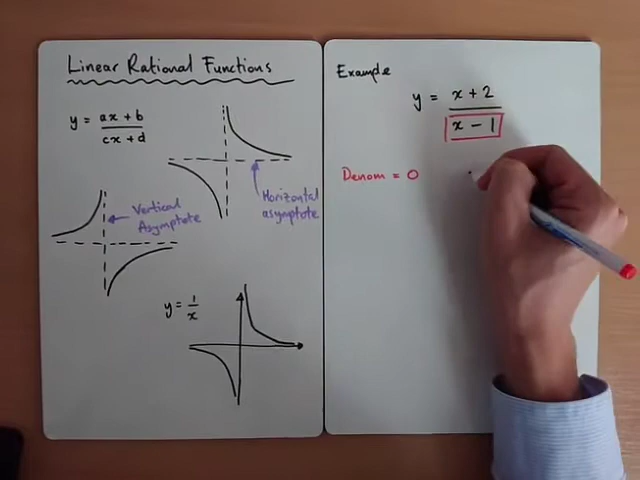 Linear Rational Functions
y = ax + b / cx + d
Horizontal
asymptote
Vertical
Asymptote
y = 1/x
Example
y = x + 2 / x - 1
Denom = 0